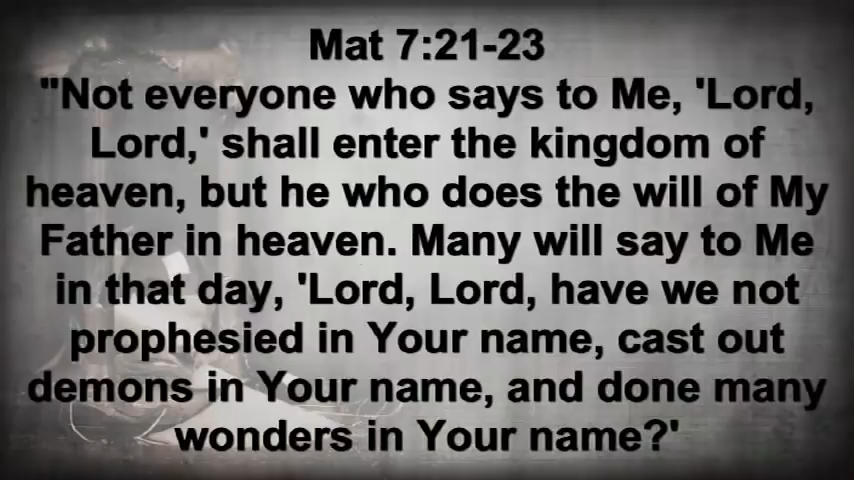 Mat 7:21-23
"Not everyone who says to Me, 'Lord,
Lord,' shall enter the kingdom of
heaven, but he who does the will of My
Father in heaven. Many will say to Me
in that day, 'Lord, Lord, have we not
prophesied in Your name, cast out
demons in Your name, and done many
wonders in Your name?'